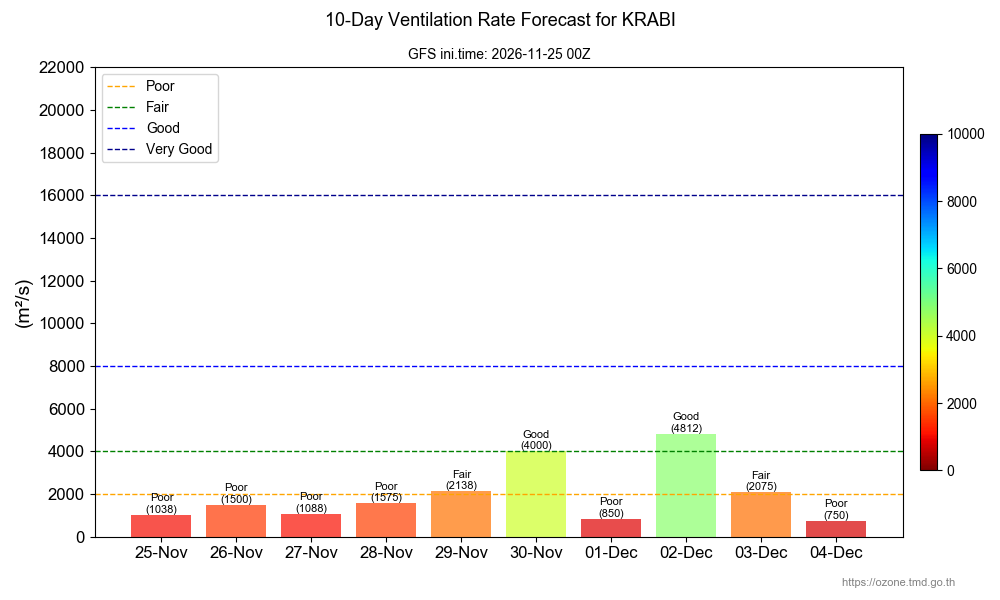 10-Day Ventilation Rate Forecast for KRABI
GFS ini.time: 2026-11-25 00Z
22000
20000
18000
16000
14000
12000
10000
8000
6000
4000
2000
0
(m²/s)
Poor
Fair
Good
Very Good
Poor
(1038)
Poor
(1500)
Poor
(1088)
Poor
(1575)
Fair
(2138)
Good
(4000)
Poor
(850)
Good
(4812)
Fair
(2075)
Poor
(750)
25-Nov
26-Nov
27-Nov
28-Nov
29-Nov
30-Nov
01-Dec
02-Dec
03-Dec
04-Dec
10000
8000
6000
4000
2000
0
https://ozone.tmd.go.th